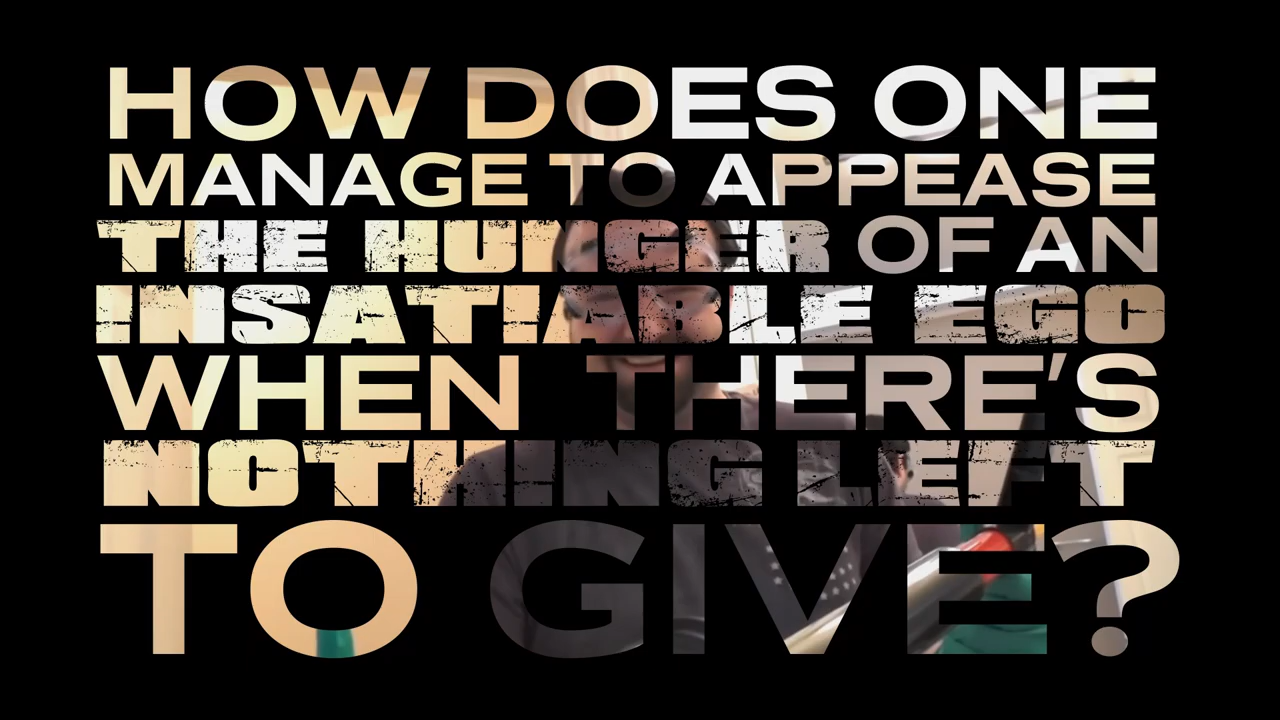 HOW DOES ONE
MANAGE TO APPEASE
THE HUNGER OF AN
INSATIABLE EGO
WHEN THERE'S
NOTHING LEFT
TO GIVE?